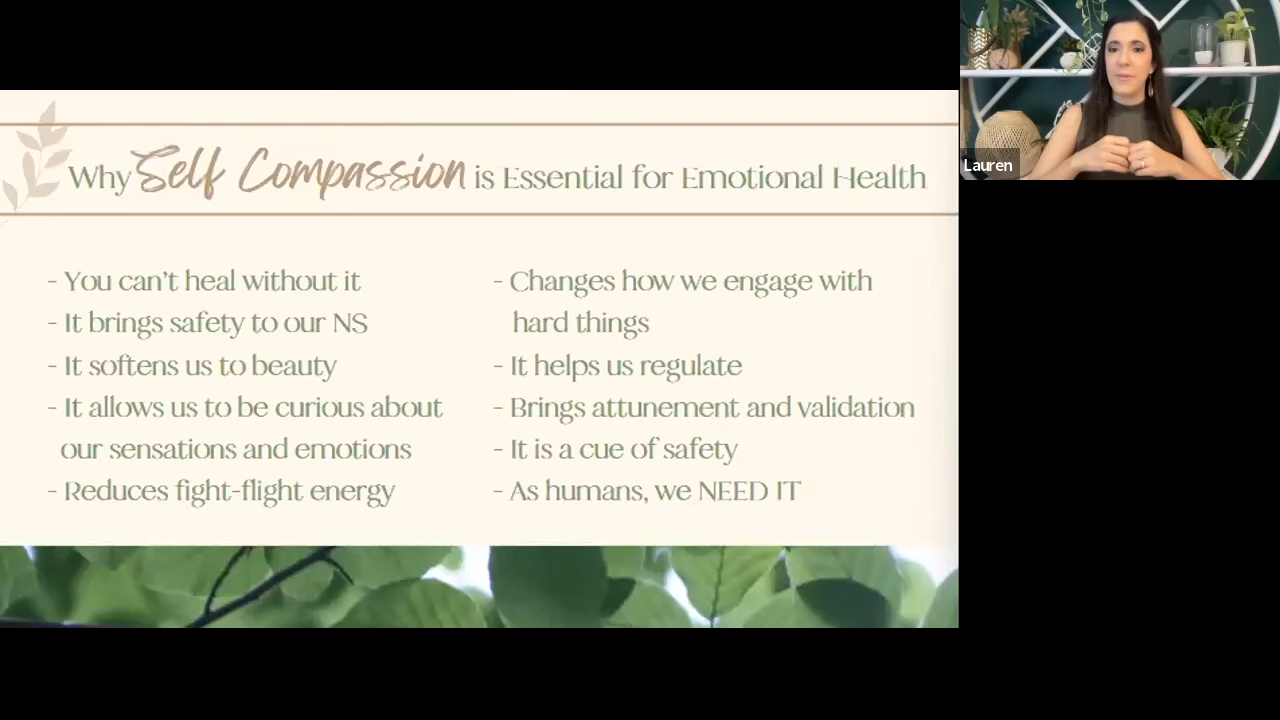 Why Self Compassion is Essential for Emotional Health
- You can't heal without it
- It brings safety to our NS
- It softens us to beauty
- It allows us to be curious about
our sensations and emotions
- Reduces fight-flight energy
- Changes how we engage with
hard things
- It helps us regulate
- Brings attunement and validation
- It is a cue of safety
- As humans, we NEED IT
Lauren